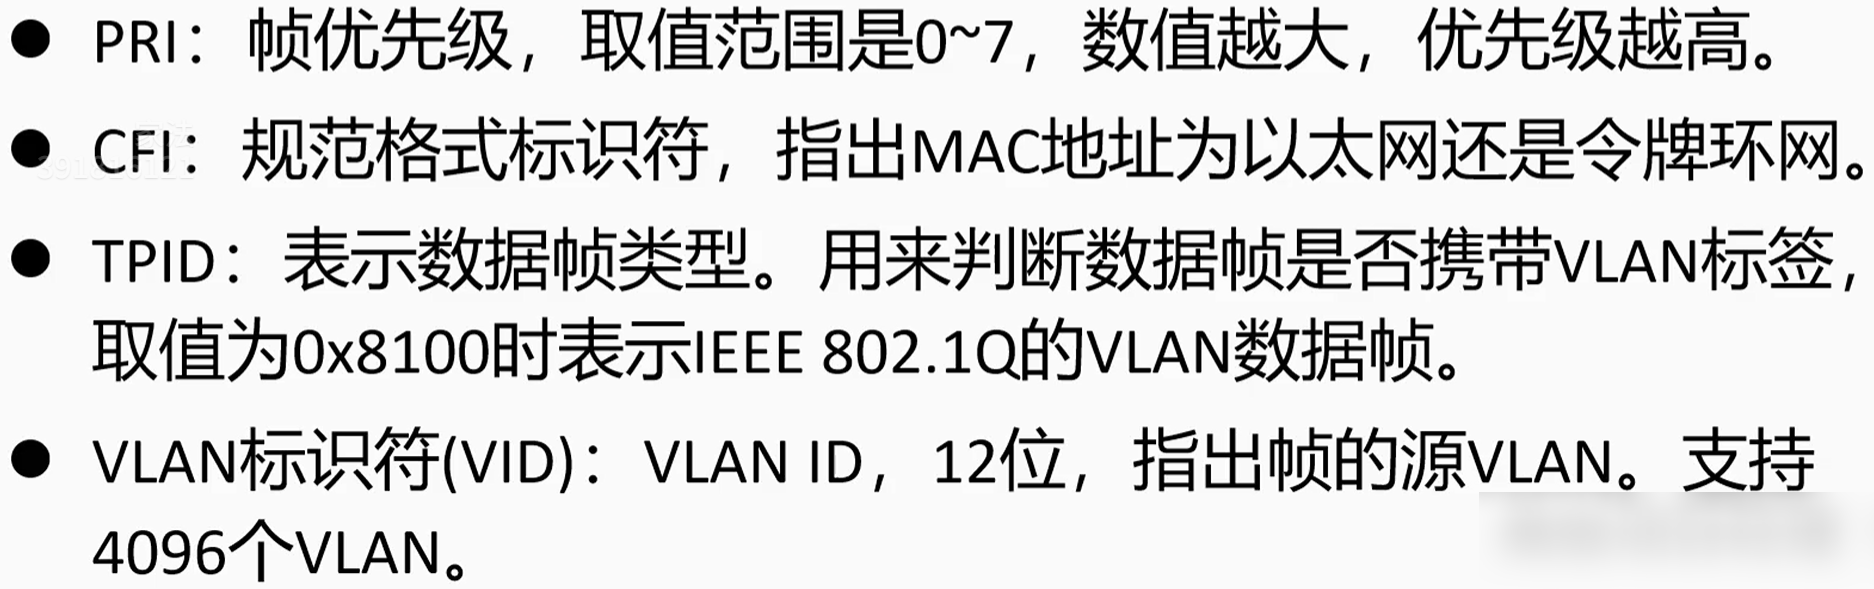 ● PRI：帧优先级，取值范围是0~7，数值越大，优先级越高。
● CFI：规范格式标识符，指出MAC地址为以太网还是令牌环网。
● TPID：表示数据帧类型。用来判断数据帧是否携带VLAN标签，
取值为0x8100时表示IEEE 802.1Q的VLAN数据帧。
● VLAN标识符(VID)：VLAN ID，12位，指出帧的源VLAN。支持
4096个VLAN。